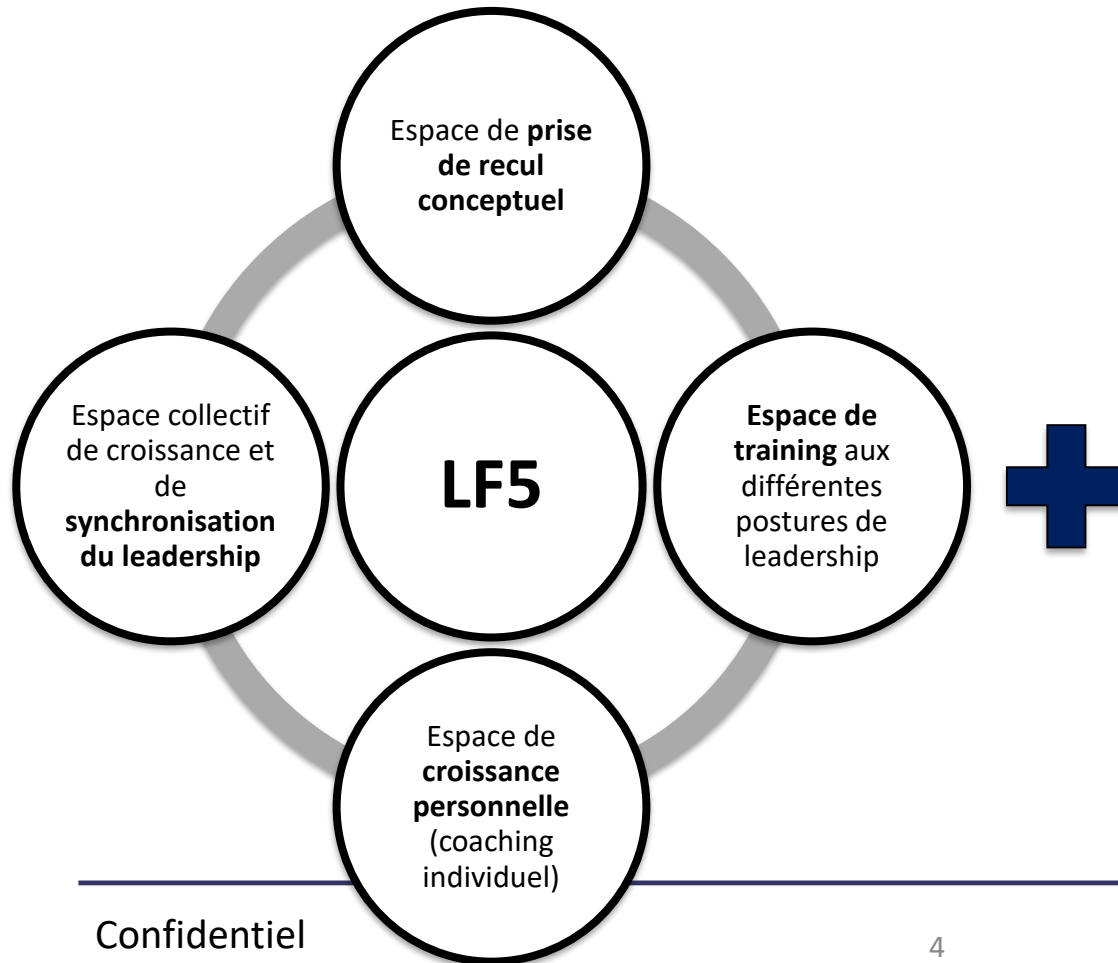 Espace de prise
de recul
conceptuel
Espace collectif
de croissance et
de
synchronisation
du leadership
LF5
Espace de
training aux
différentes
postures de
leadership
Espace de
croissance
personnelle
(coaching
individuel)
Confidentiel
4